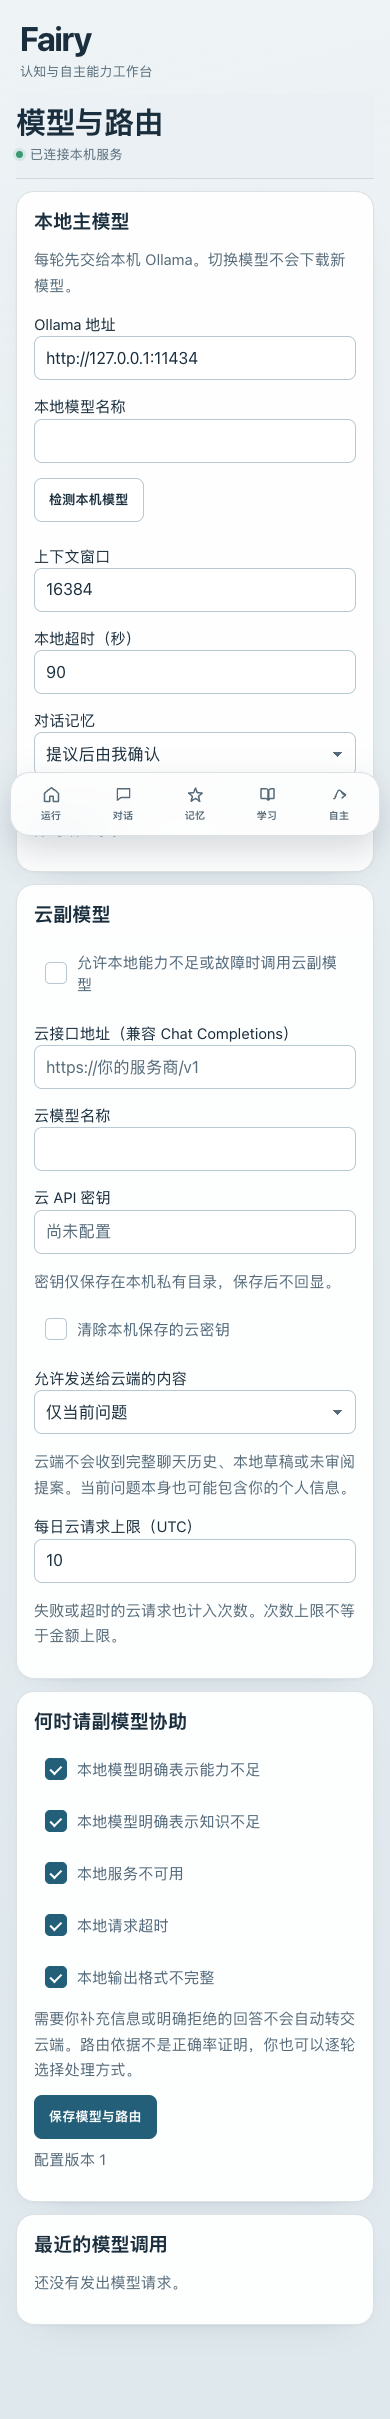 Fairy
认知与自主能力工作台
模型与路由
已连接本机服务
本地主模型
每轮先交给本机 Ollama。切换模型不会下载新
模型。
Ollama 地址
http://127.0.0.1:11434
本地模型名称
检测本机模型
上下文窗口
16384
本地超时（秒）
90
对话记忆
提议后由我确认
运行
对话
记忆
学习
自主
云副模型
允许本地能力不足或故障时调用云副模
型
云接口地址（兼容 Chat Completions）
https://你的服务商/v1
云模型名称
云 API 密钥
尚未配置
密钥仅保存在本机私有目录，保存后不回显。
清除本机保存的云密钥
允许发送给云端的内容
仅当前问题
云端不会收到完整聊天历史、本地草稿或未审阅
提案。当前问题本身也可能包含你的个人信息。
每日云请求上限（UTC）
10
失败或超时的云请求也计入次数。次数上限不等
于金额上限。
何时请副模型协助
本地模型明确表示能力不足
本地模型明确表示知识不足
本地服务不可用
本地请求超时
本地输出格式不完整
需要你补充信息或明确拒绝的回答不会自动转交
云端。路由依据不是正确率证明，你也可以逐轮
选择处理方式。
保存模型与路由
配置版本 1
最近的模型调用
还没有发出模型请求。